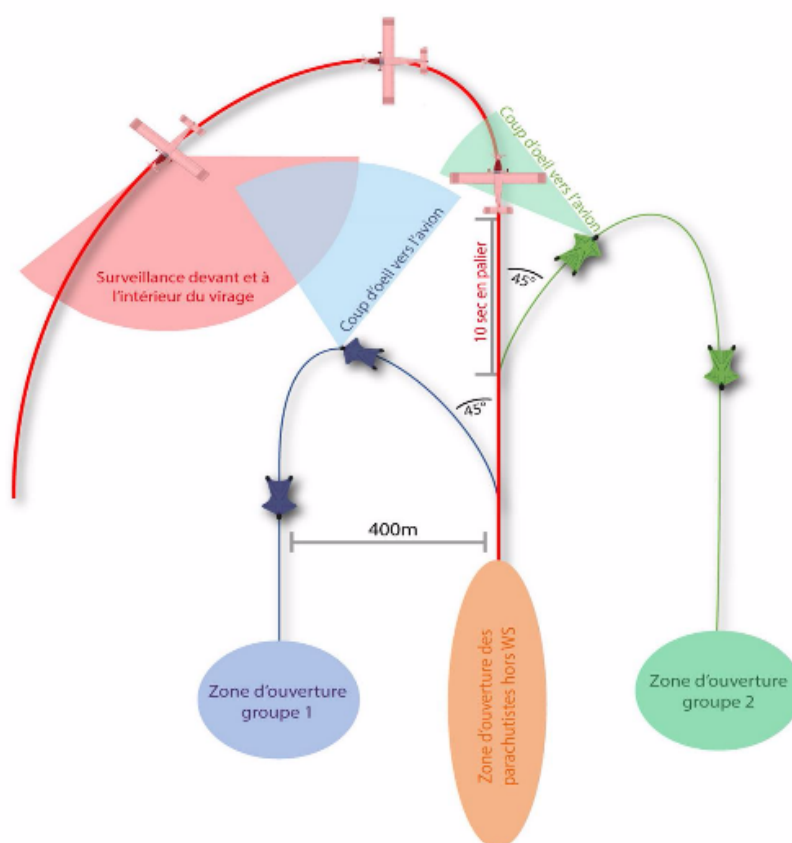 Coup d'oeil vers l'avion
Coup d'oeil vers l'avion
Surveillance devant et à
l'intérieur du virage
10 sec en palier
45°
45°
400m
Zone d'ouverture
groupe 1
Zone d'ouverture des
parachutistes hors WS
Zone d'ouverture
groupe 2